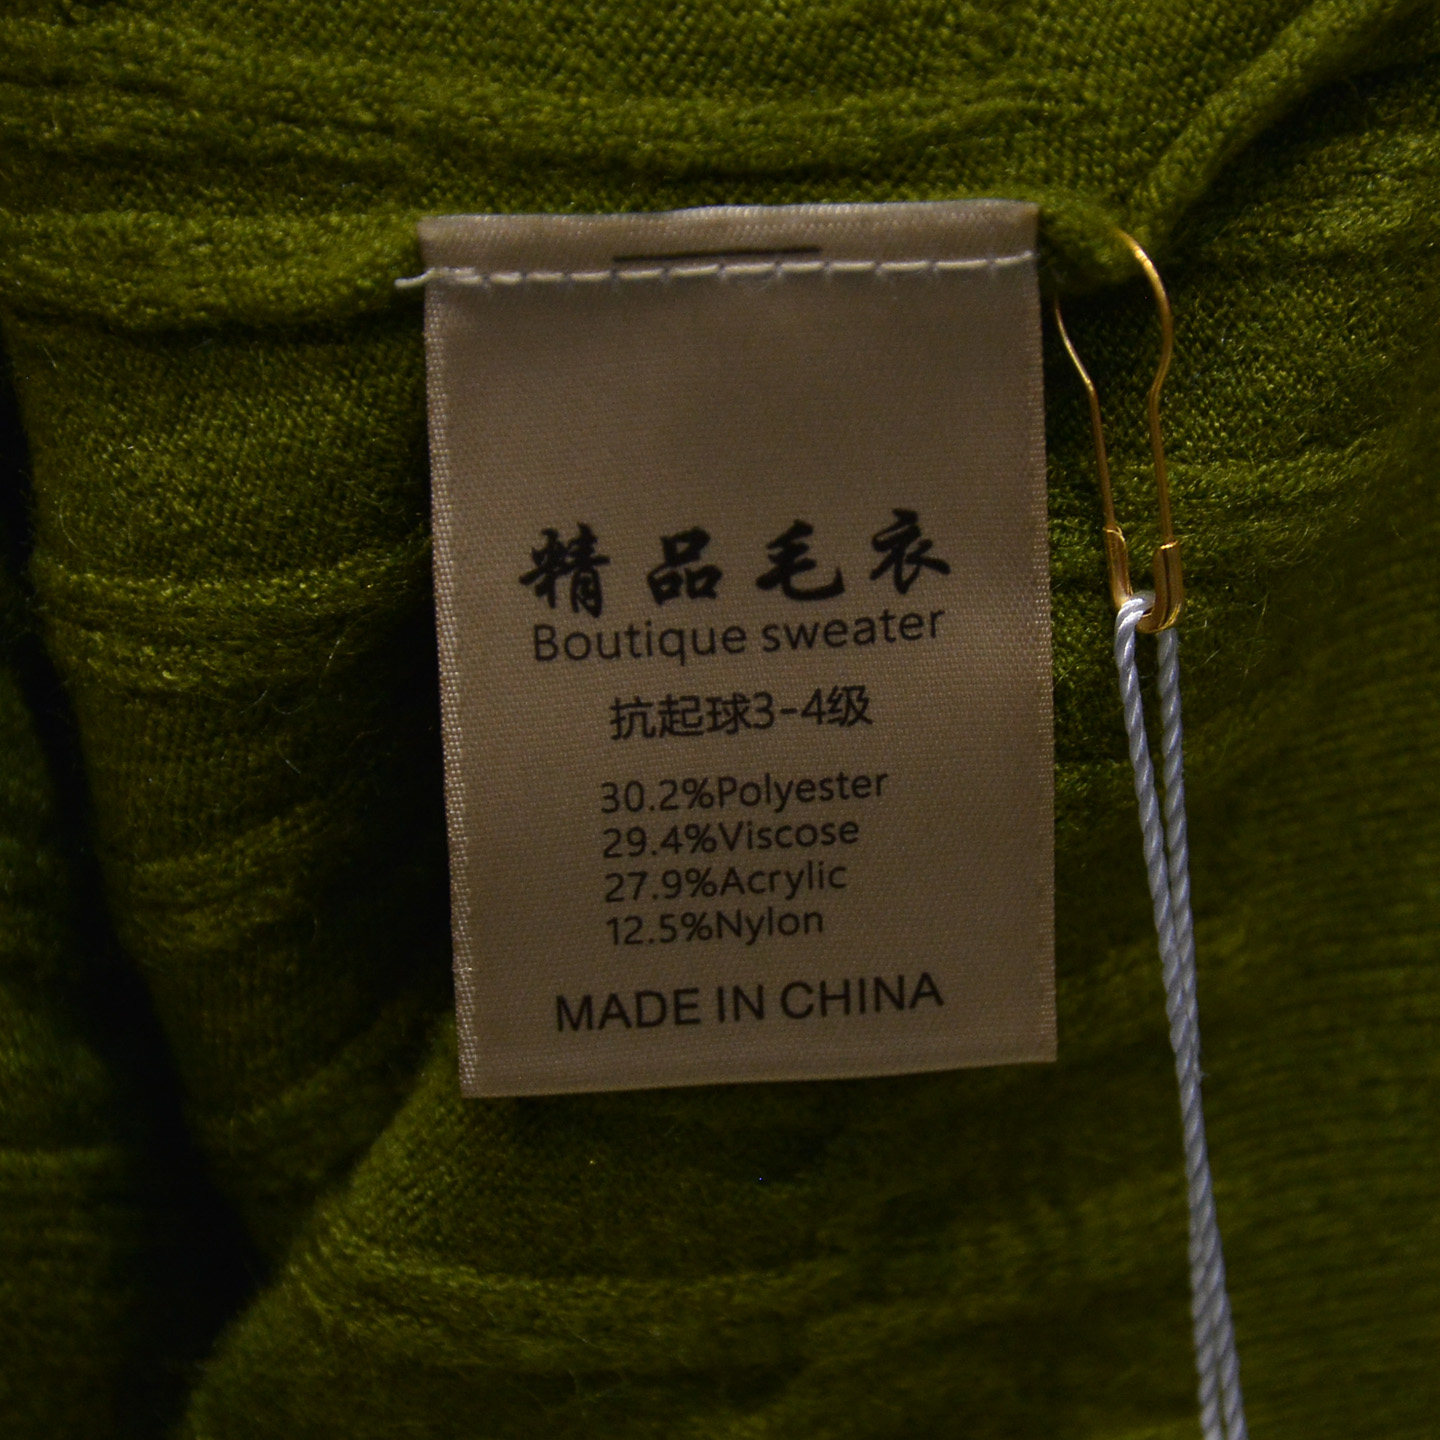 精品毛衣
Boutique sweater
抗起球3-4级
30.2%Polyester
29.4%Viscose
27.9%Acrylic
12.5%Nylon
MADE IN CHINA